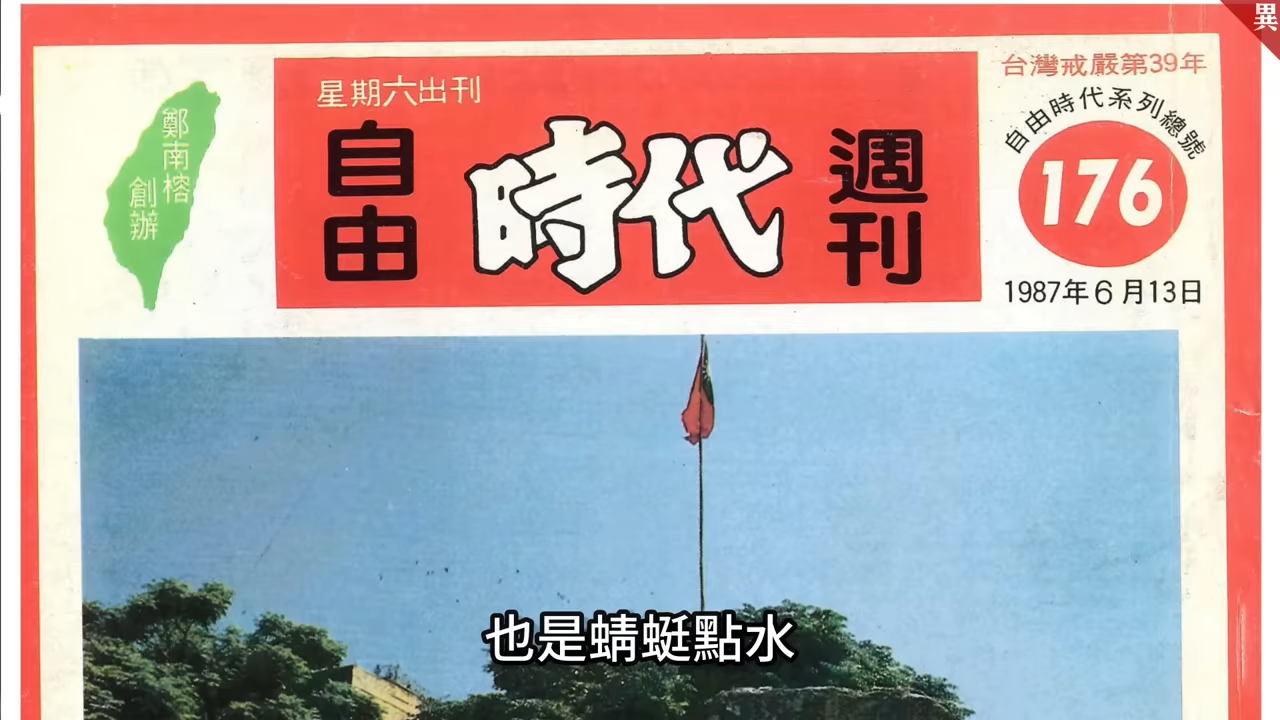 異
台灣戒嚴第39年
星期六出刊
自由時代系列總號
鄭南榕
創辦
自由
時代
週刊
176
1987年6月13日
也是蜻蜓點水